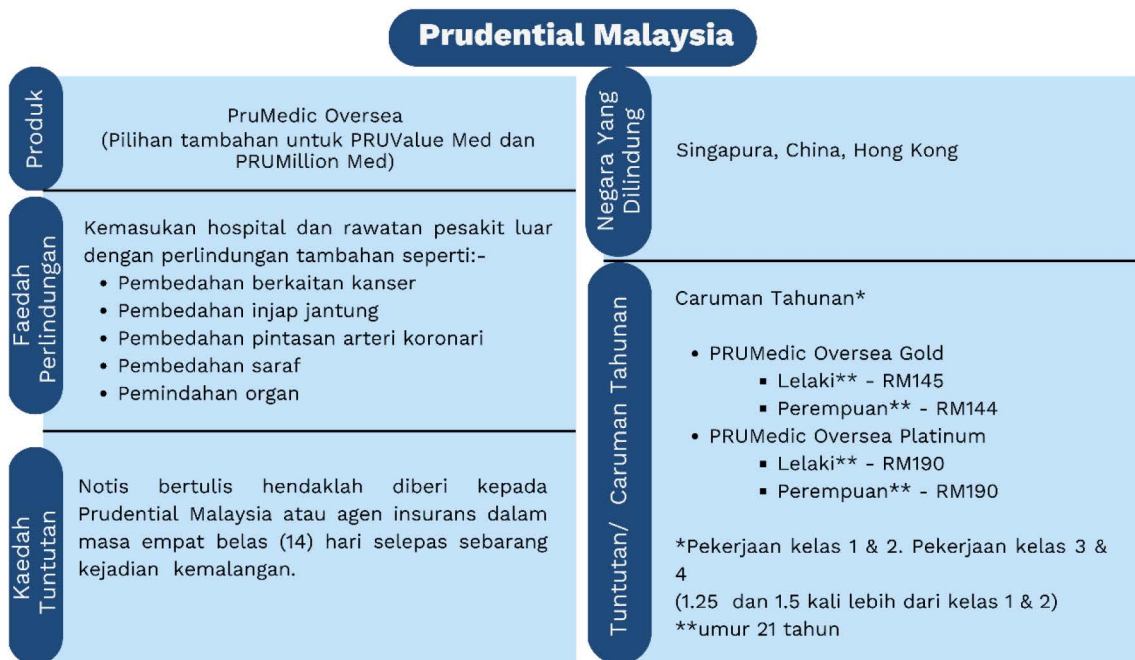 Prudential Malaysia
Produk
PruMedic Oversea
(Pilihan tambahan untuk PRUValue Med dan
PRUMillion Med)
Faedah
Perlindungan
Kemasukan hospital dan rawatan pesakit luar
dengan perlindungan tambahan seperti:-
• Pembedahan berkaitan kanser
• Pembedahan injap jantung
• Pembedahan pintasan arteri koronari
• Pembedahan saraf
• Pemindahan organ
Kaedah
Tuntutan
Notis bertulis hendaklah diberi kepada
Prudential Malaysia atau agen insurans dalam
masa empat belas (14) hari selepas sebarang
kejadian kemalangan.
Negara Yang
Dilindung
Singapura, China, Hong Kong
Tuntutan/ Caruman Tahunan
Caruman Tahunan*
• PRUMedic Oversea Gold
▪ Lelaki** - RM145
▪ Perempuan** - RM144
• PRUMedic Oversea Platinum
▪ Lelaki** - RM190
▪ Perempuan** - RM190
*Pekerjaan kelas 1 & 2. Pekerjaan kelas 3 &
4
(1.25 dan 1.5 kali lebih dari kelas 1 & 2)
**umur 21 tahun